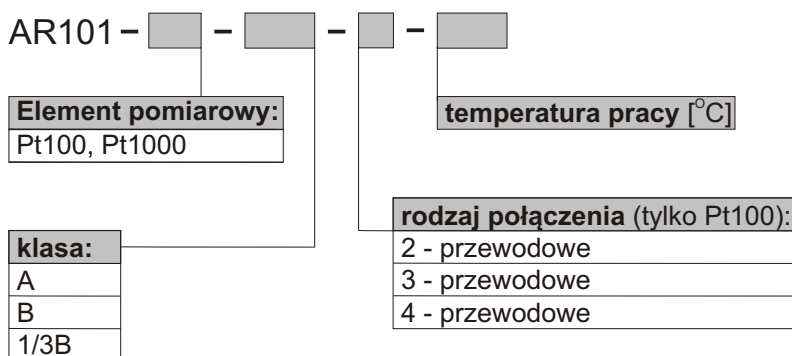 AR101 – – – –
Element pomiarowy:
Pt100, Pt1000
temperatura pracy [°C]
klasa:
A
B
1/3B
rodzaj połączenia (tylko Pt100):
2 - przewodowe
3 - przewodowe
4 - przewodowe